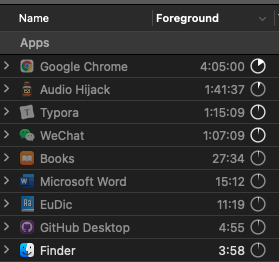 Name Foreground
Apps
Google Chrome 4:05:00
Audio Hijack 1:41:37
Typora 1:15:09
WeChat 1:07:09
Books 27:34
Microsoft Word 15:12
EuDic 11:19
GitHub Desktop 4:55
Finder 3:58